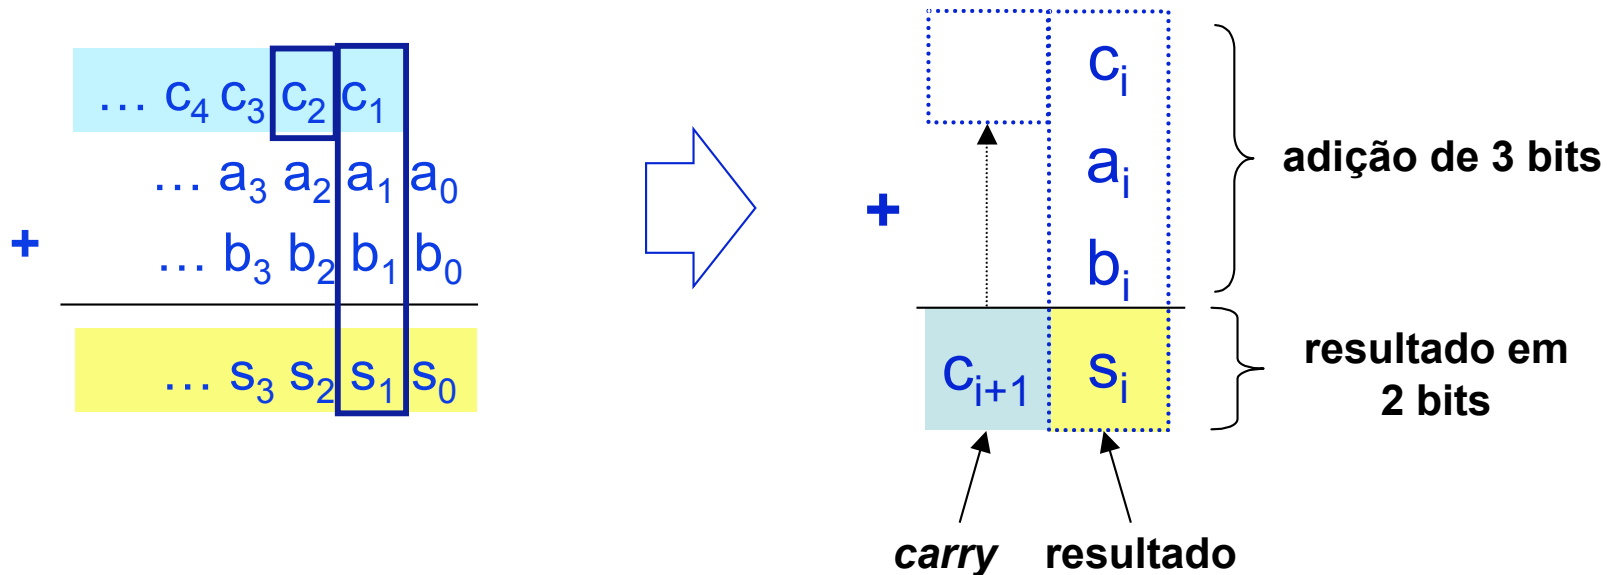 … c₄ c₃ c₂ c₁
… a₃ a₂ a₁ a₀
+
… b₃ b₂ b₁ b₀
… s₃ s₂ s₁ s₀
cᵢ
aᵢ
+
bᵢ
adição de 3 bits
cᵢ₊₁ sᵢ
resultado em
2 bits
carry resultado